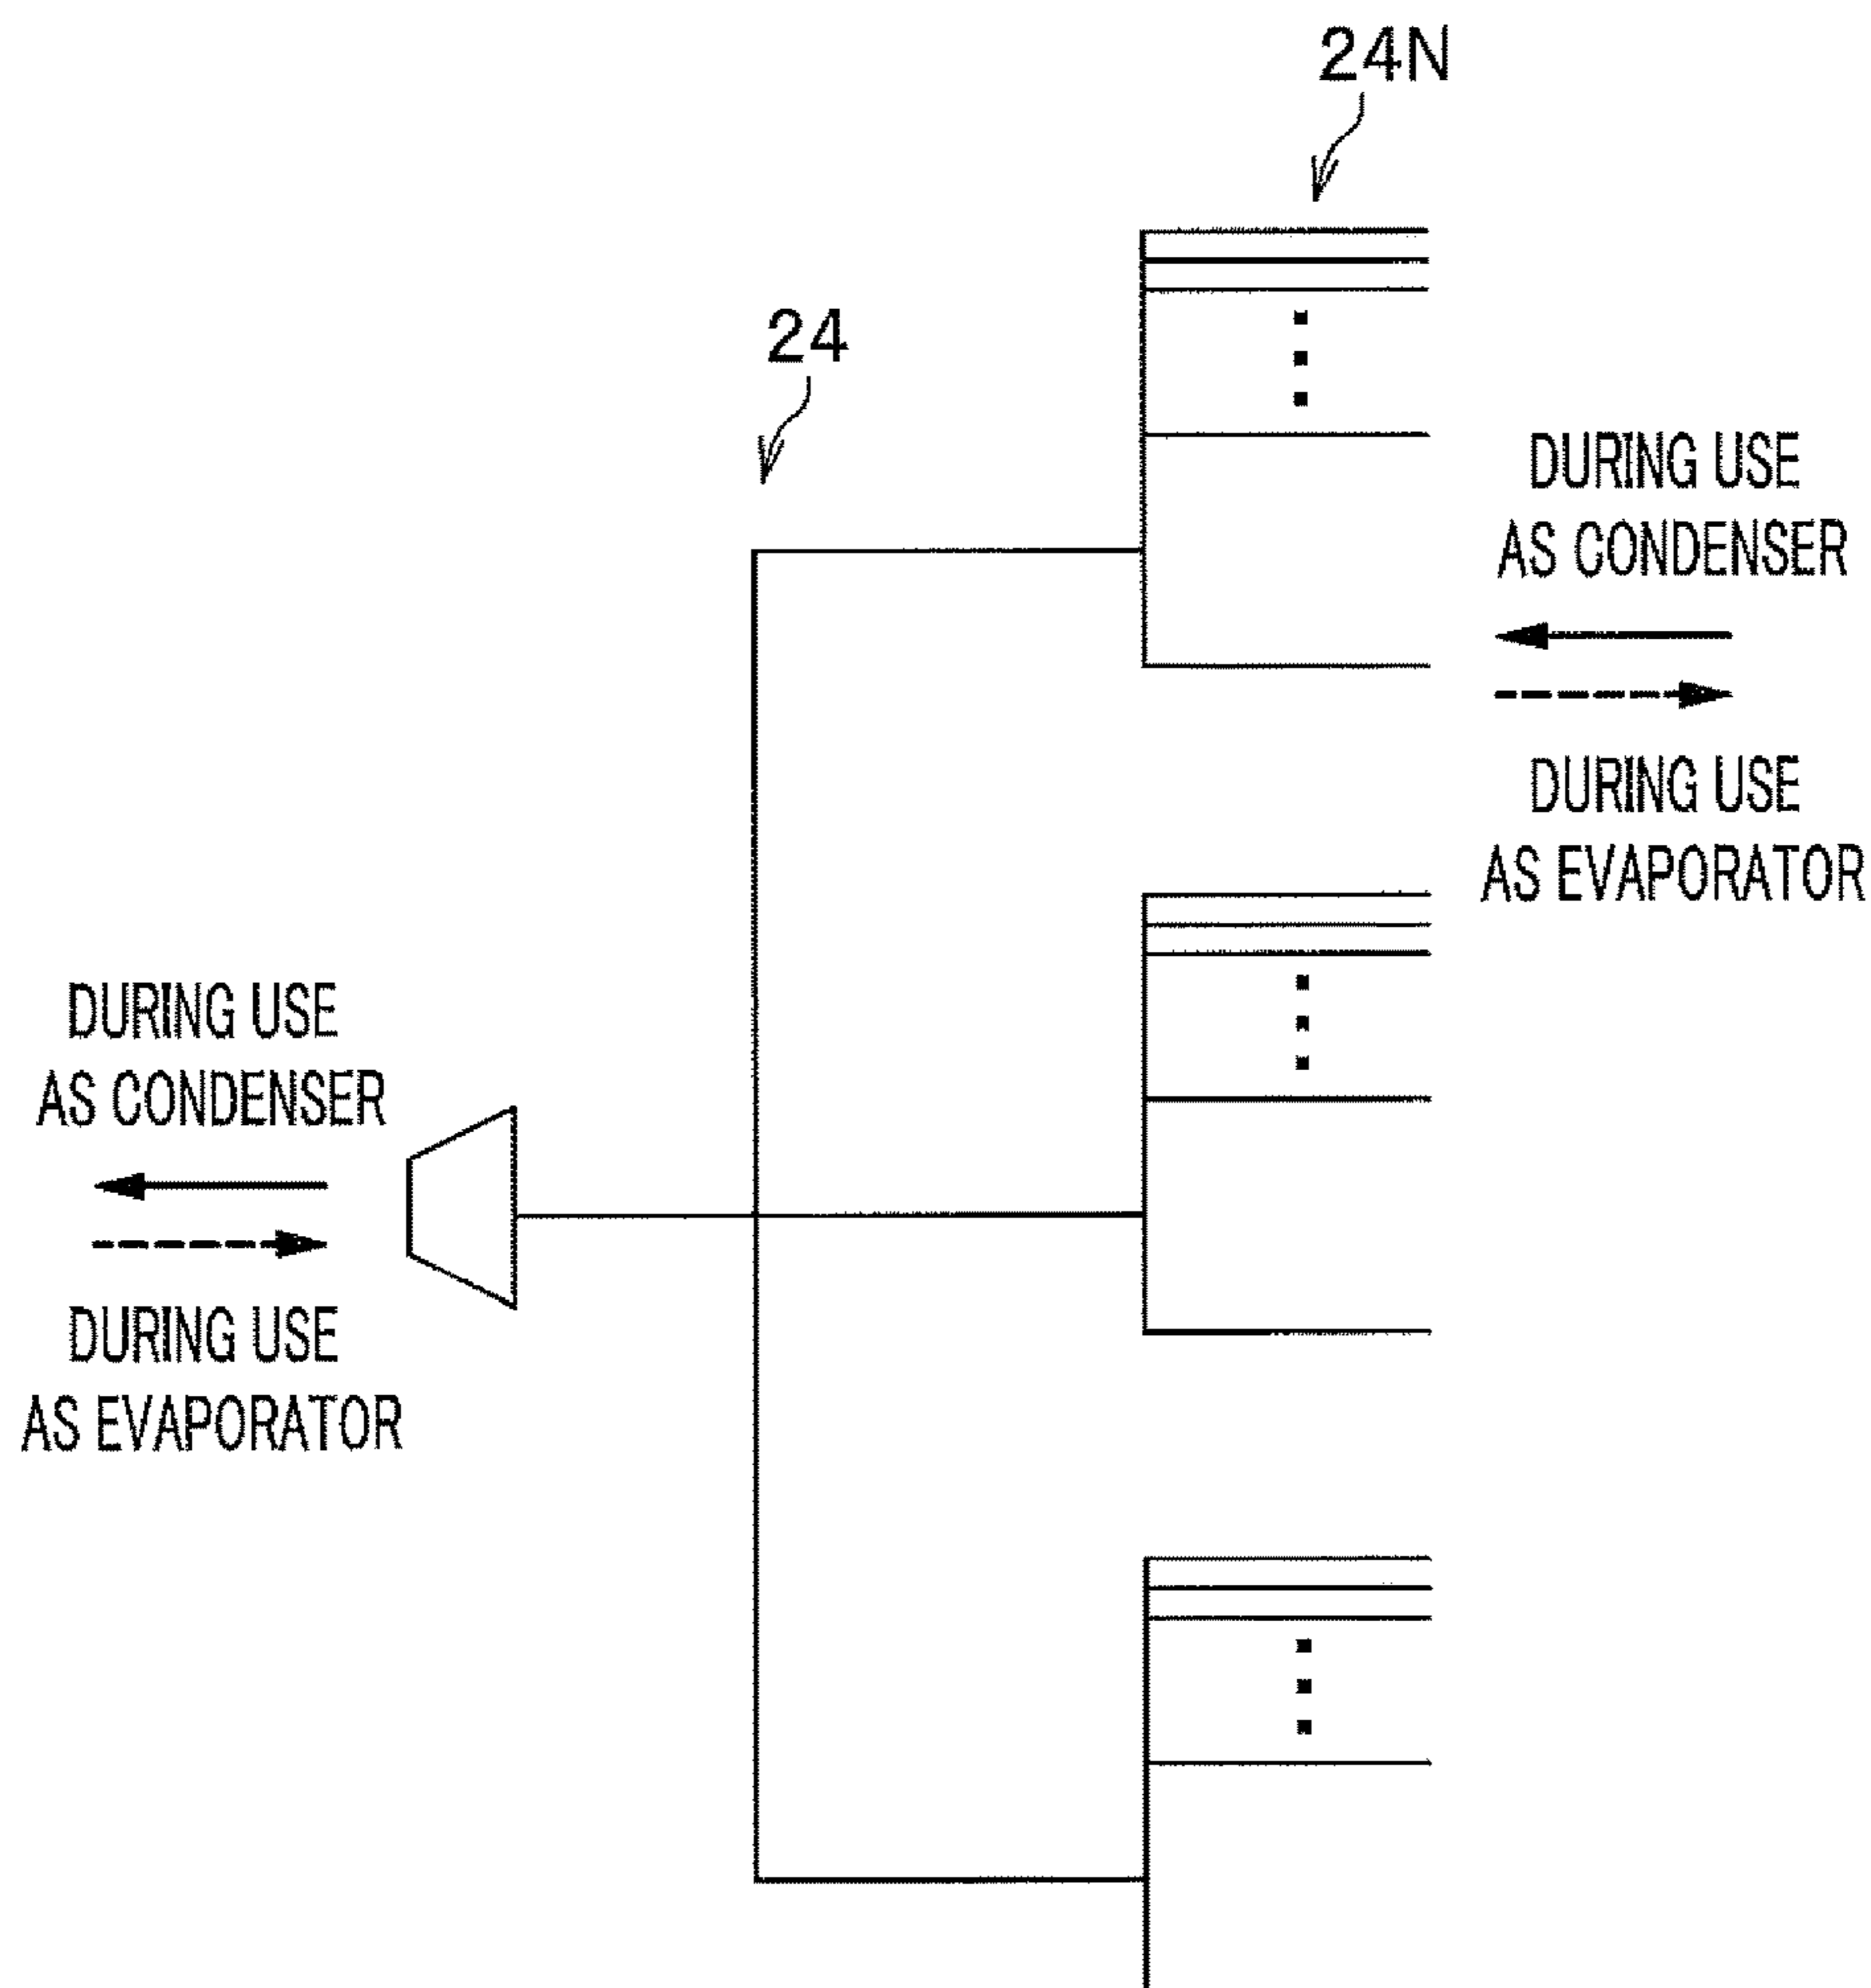 24N
24
DURING USE
AS CONDENSER
DURING USE
AS EVAPORATOR
DURING USE
AS CONDENSER
DURING USE
AS EVAPORATOR